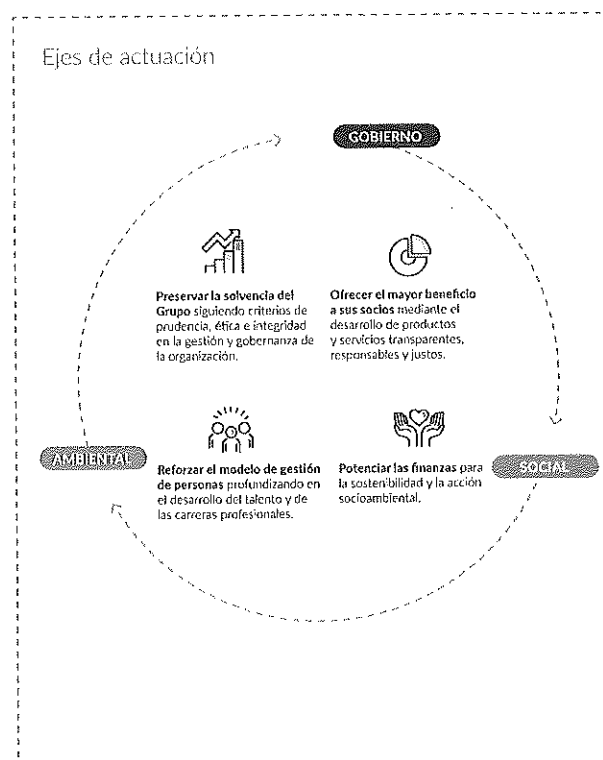 Ejes de actuación
GOBIERNO
Preservar la solvencia del
Grupo siguiendo criterios de
prudencia, ética e integridad
en la gestión y gobernanza de
la organización.
Ofrecer el mayor beneficio
a sus socios mediante el
desarrollo de productos
y servicios transparentes,
responsables y justos.
AMBIENTAL
Reforzar el modelo de gestión
de personas profundizando en
el desarrollo del talento y de
las carreras profesionales.
Potenciar las finanzas para
la sostenibilidad y la acción
socioambiental.
SOCIAL